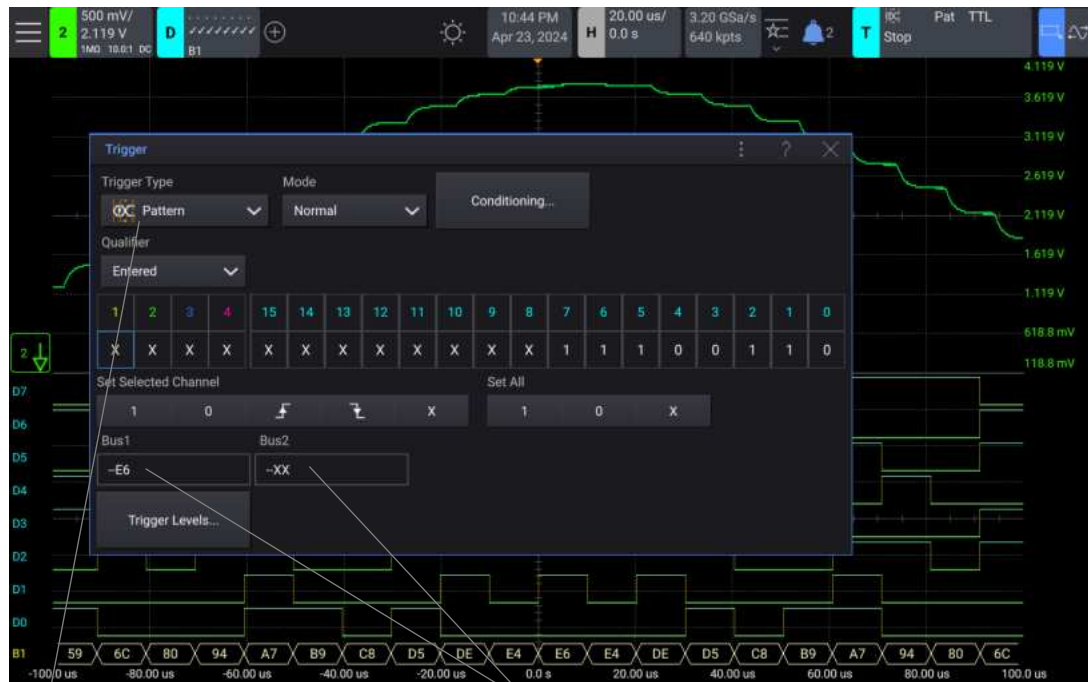 2 500 mV/ 2.119 V 1MΩ 10.0:1 DC
D B1
10:44 PM Apr 23, 2024
H 20.00 us/ 0.0 s
3.20 GSa/s 640 kpts
2
T Stop Pat TTL
4.119 V
3.619 V
3.119 V
2.619 V
2.119 V
1.619 V
1.119 V
618.8 mV
118.8 mV
Trigger ? 
Trigger Type Mode
Pattern Normal Conditioning...
Qualifier
Entered
1 2 3 4 15 14 13 12 11 10 9 8 7 6 5 4 3 2 1 0
X X X X X X X X X X X X 1 1 1 0 0 1 1 0
Set Selected Channel Set All
1 0 X 1 0 X
Bus1 Bus2
--E6 --XX
Trigger Levels...
2
D7
D6
D5
D4
D3
D2
D1
D0
B1 59 6C 80 94 A7 B9 C8 D5 DE E4 E6 E4 DE D5 C8 B9 A7 94 80 6C
-100.0 us -80.00 us -60.00 us -40.00 us -20.00 us 0.0 s 20.00 us 40.00 us 60.00 us 80.00 us 100.0 us